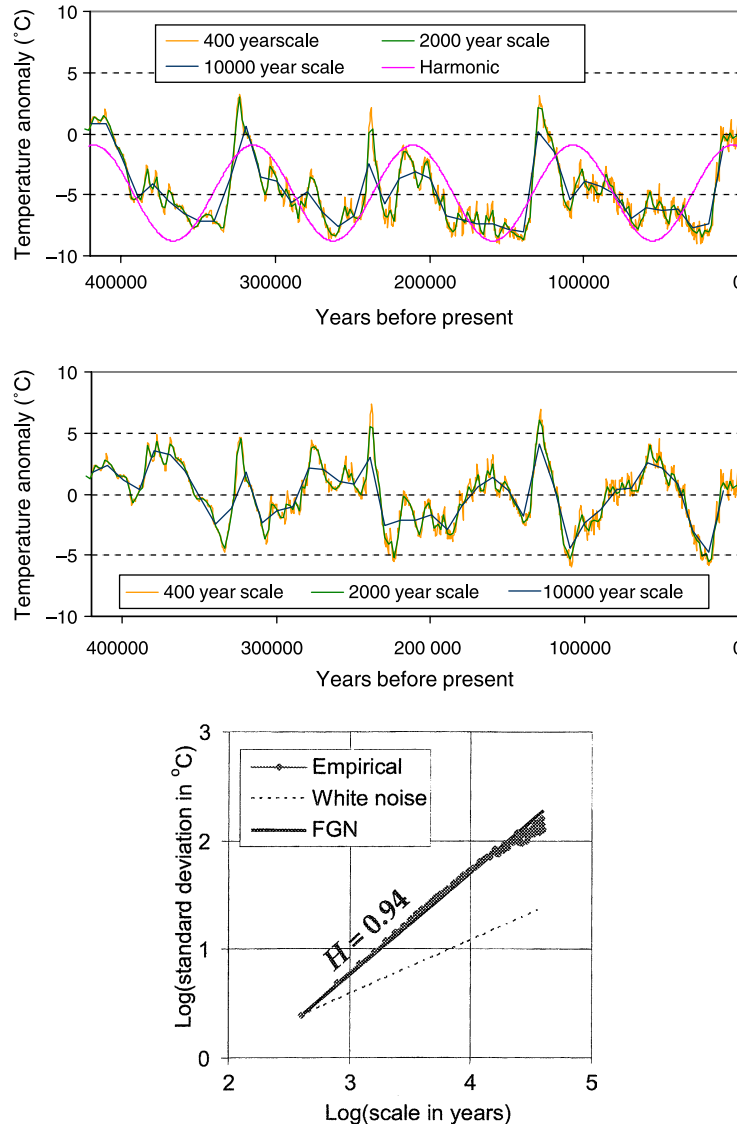 10
400 yearscale
2000 year scale
10000 year scale
Harmonic
5
0
−5
−10
Temperature anomaly (˚C)
400000
300000
200000
100000
0
Years before present
10
5
0
−5
−10
Temperature anomaly (˚C)
400 year scale
2000 year scale
10000 year scale
400000
300000
200 000
100000
0
Years before present
3
Empirical
White noise
FGN
2
1
0
H = 0.94
Log(standard deviation in °C)
2
3
4
5
Log(scale in years)